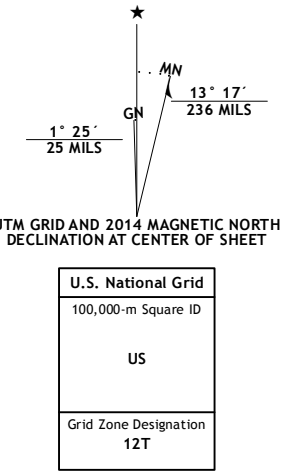 MN
13° 17´
236 MILS
GN
1° 25´
25 MILS
UTM GRID AND 2014 MAGNETIC NORTH
DECLINATION AT CENTER OF SHEET
U.S. National Grid
100,000-m Square ID
US
Grid Zone Designation
12T